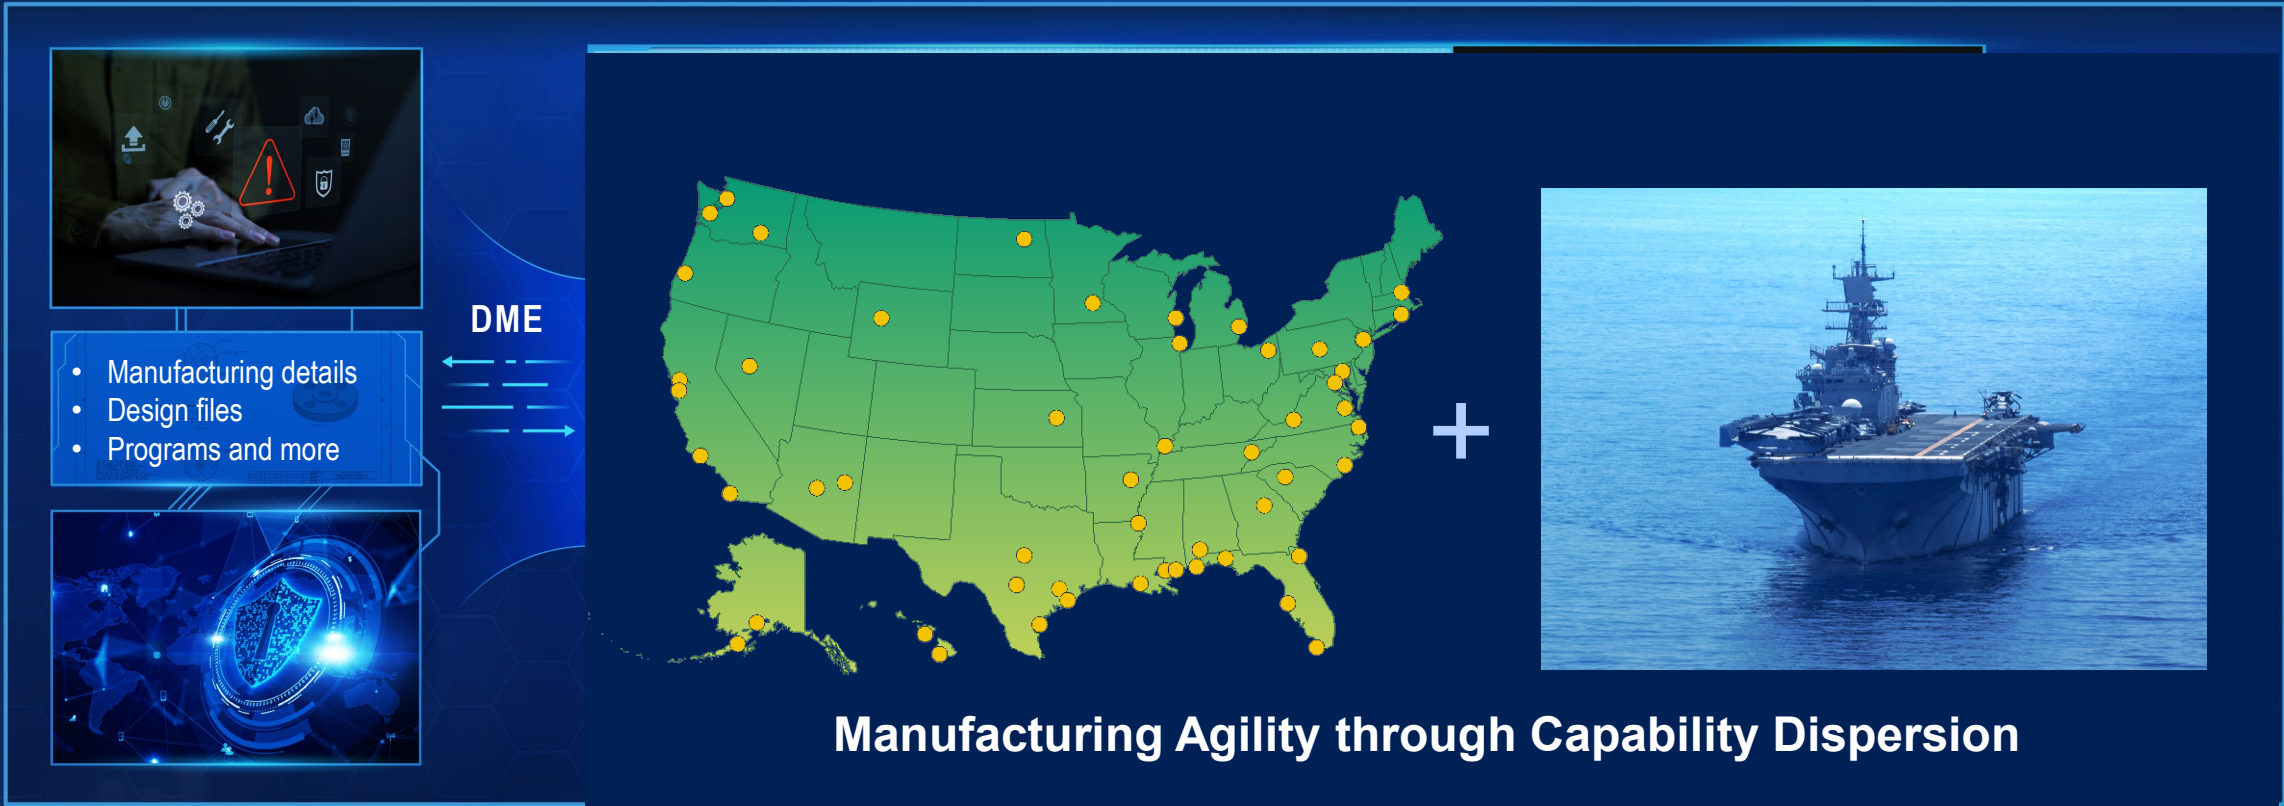 • Manufacturing details
• Design files
• Programs and more
DME
+
Manufacturing Agility through Capability Dispersion